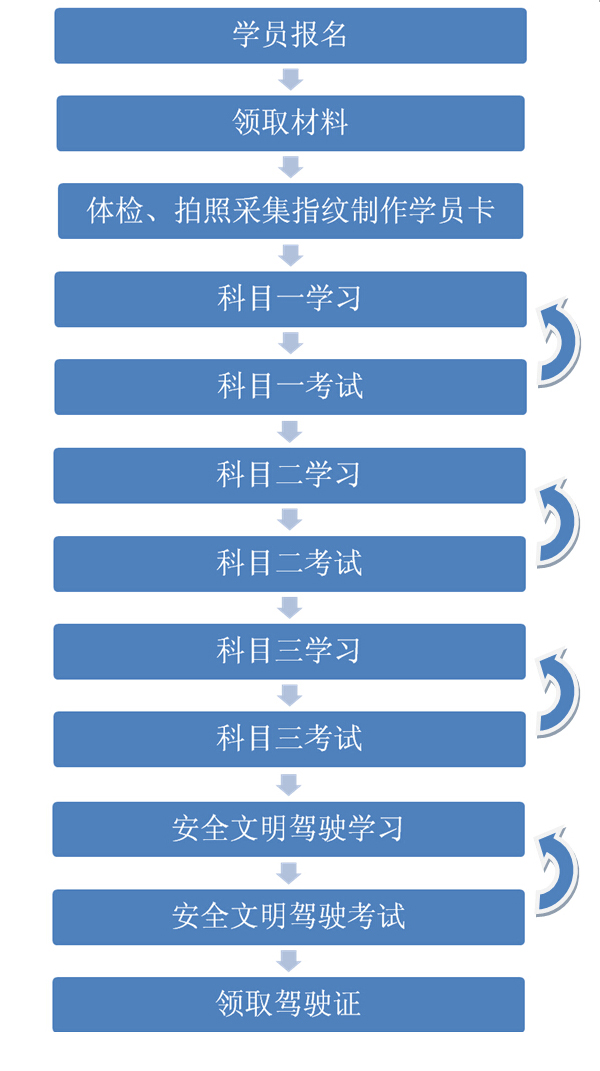 学员报名
领取材料
体检、拍照采集指纹制作学员卡
科目一学习
科目一考试
科目二学习
科目二考试
科目三学习
科目三考试
安全文明驾驶学习
安全文明驾驶考试
领取驾驶证